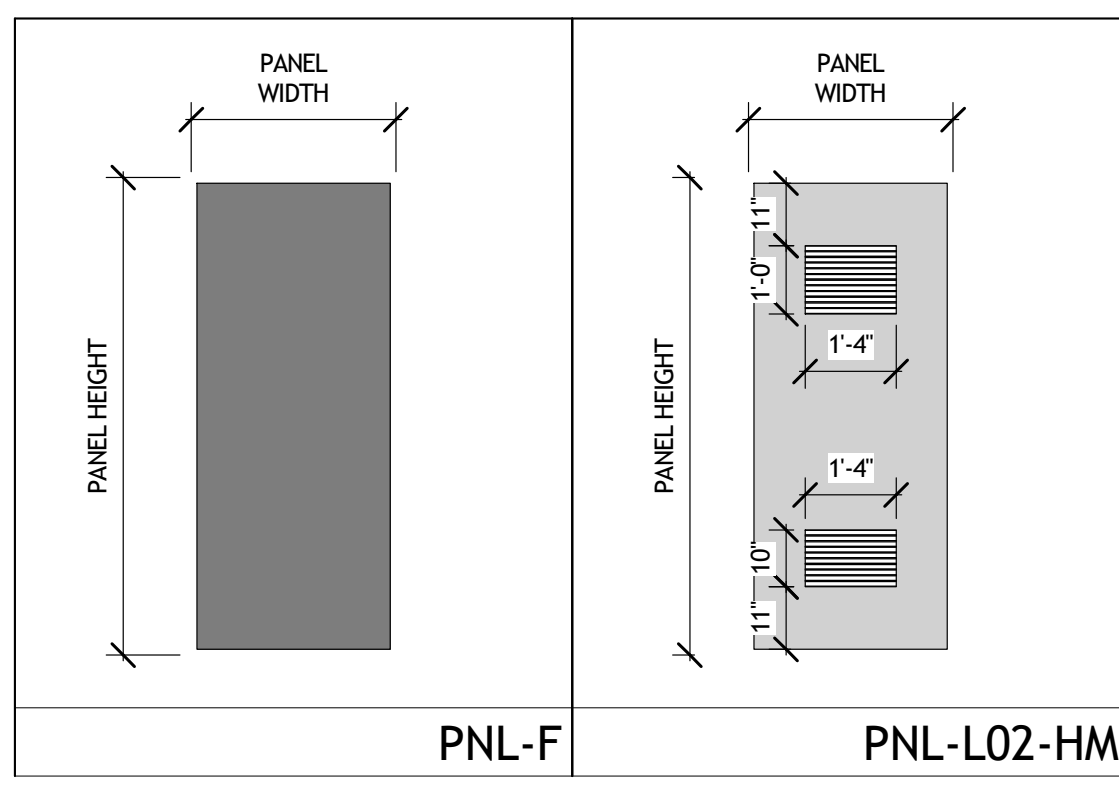 PANEL
WIDTH
PANEL HEIGHT
PNL-F
PANEL
WIDTH
PANEL HEIGHT
11"
1'-0"
1'-4"
1'-4"
10"
11"
PNL-L02-HM